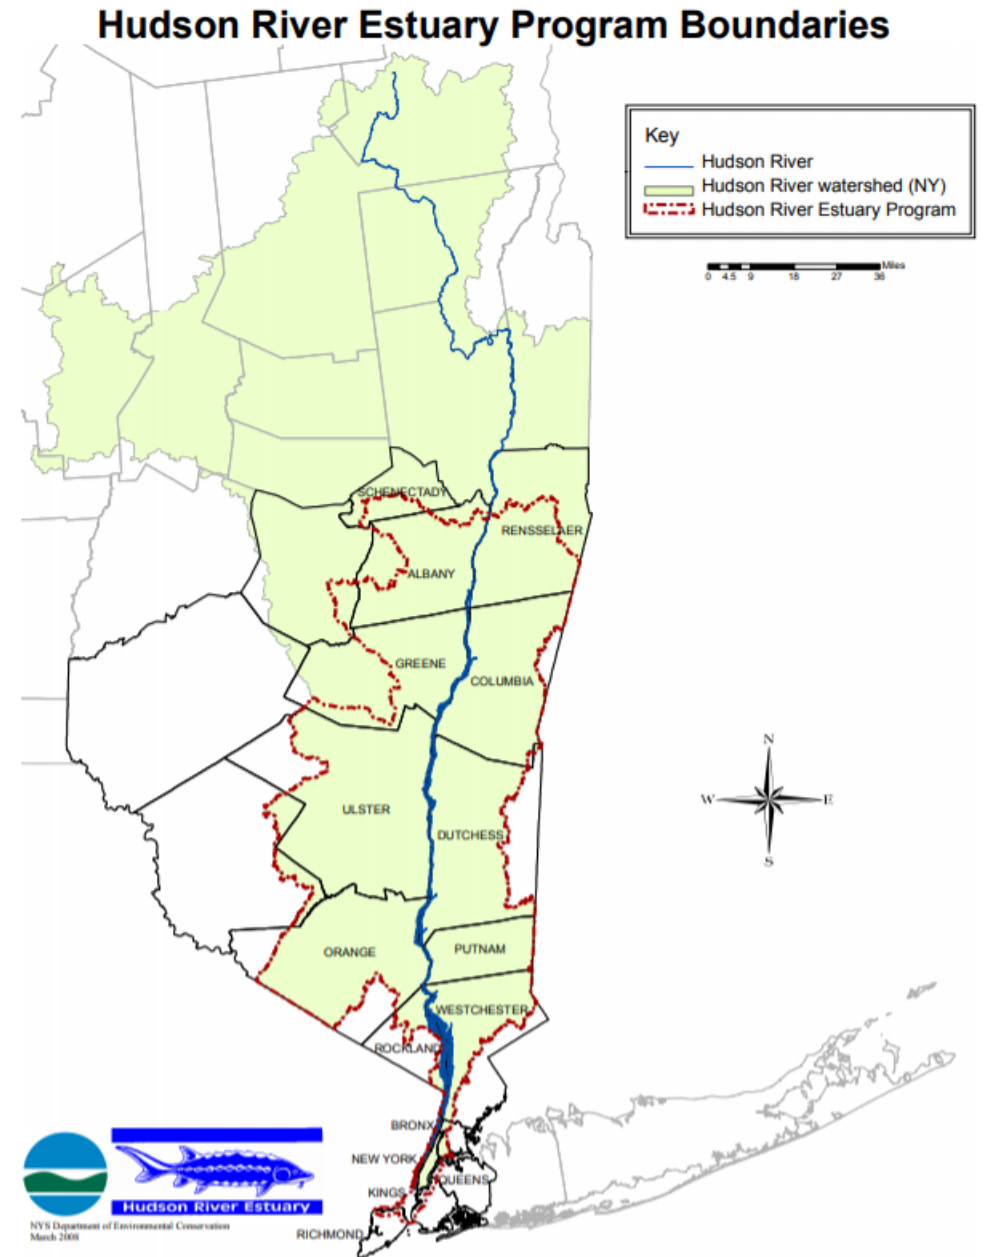 Hudson River Estuary Program Boundaries
Key
Hudson River
Hudson River watershed (NY)
Hudson River Estuary Program
Miles
0 4.5 9 18 27 36
SCHENECTADY
RENSSELAER
ALBANY
GREENE
COLUMBIA
N
W E
S
ULSTER
DUTCHESS
ORANGE
PUTNAM
WESTCHESTER
ROCKLAND
BRONX
NEW YORK
QUEENS
KINGS
RICHMOND
Hudson River Estuary
NYS Department of Environmental Conservation
March 2008